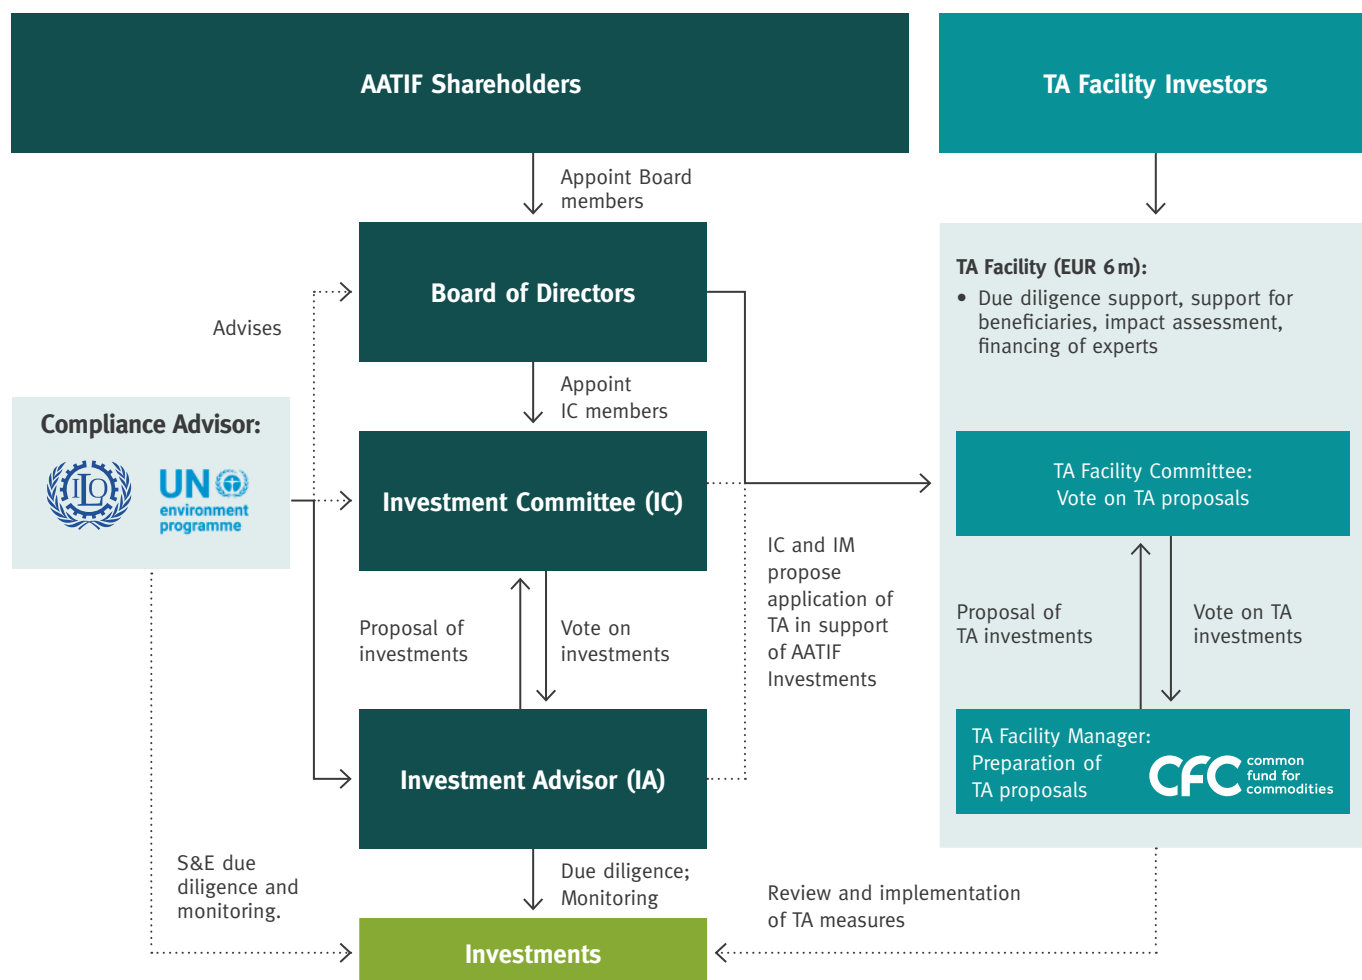 AATIF Shareholders
TA Facility Investors
Appoint Board
members
Board of Directors
Advises
TA Facility (EUR 6 m):
• Due diligence support, support for
beneficiaries, impact assessment,
financing of experts
Appoint
IC members
Compliance Advisor:
ILO
UN
environment
programme
Investment Committee (IC)
TA Facility Committee:
Vote on TA proposals
IC and IM
propose
application of
TA in support
of AATIF
Investments
Proposal of
investments
Vote on
investments
Proposal of
TA investments
Vote on TA
investments
Investment Advisor (IA)
TA Facility Manager:
Preparation of
TA proposals
CFC
common
fund for
commodities
S&E due
diligence and
monitoring.
Due diligence;
Monitoring
Review and implementation
of TA measures
Investments